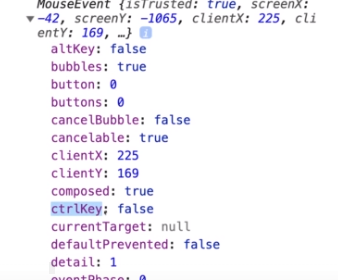 MouseEvent {isTrusted: true, screenX:
▼-42, screenY: -1065, clientX: 225, cli
entY: 169, …} i
altKey: false
bubbles: true
button: 0
buttons: 0
cancelBubble: false
cancelable: true
clientX: 225
clientY: 169
composed: true
ctrlKey: false
currentTarget: null
defaultPrevented: false
detail: 1
eventPhase: 0